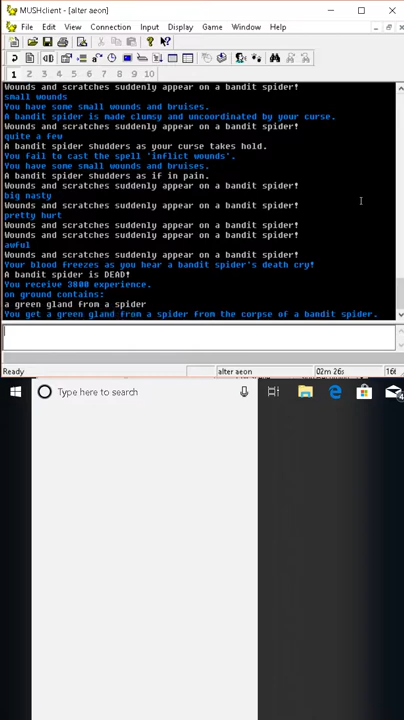 MUSHclient - [alter aeon]
File Edit View Connection Input Display Game Window Help
1 2 3 4 5 6 7 8 9 10
Wounds and scratches suddenly appear on a bandit spider!
small wounds
You have some small wounds and bruises.
A bandit spider is made clumsy and uncoordinated by your curse.
Wounds and scratches suddenly appear on a bandit spider!
quite a few
A bandit spider shudders as your curse takes hold.
You fail to cast the spell 'inflict wounds'.
You have some small wounds and bruises.
A bandit spider shudders as if in pain.
Wounds and scratches suddenly appear on a bandit spider!
big nasty
Wounds and scratches suddenly appear on a bandit spider!
pretty hurt
Wounds and scratches suddenly appear on a bandit spider!
Wounds and scratches suddenly appear on a bandit spider!
awful
Wounds and scratches suddenly appear on a bandit spider!
Your blood freezes as you hear a bandit spider's death cry!
A bandit spider is DEAD!
You receive 3800 experience.
on ground contains:
a green gland from a spider
You get a green gland from a spider from the corpse of a bandit spider.
Ready alter aeon 02m 26s
Type here to search